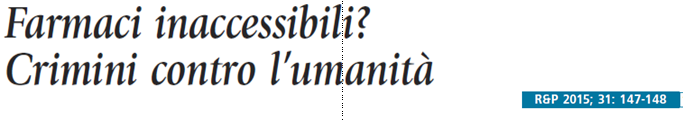 Farmaci inaccessibili?
Crimini contro l'umanità
R&P 2015; 31: 147-148